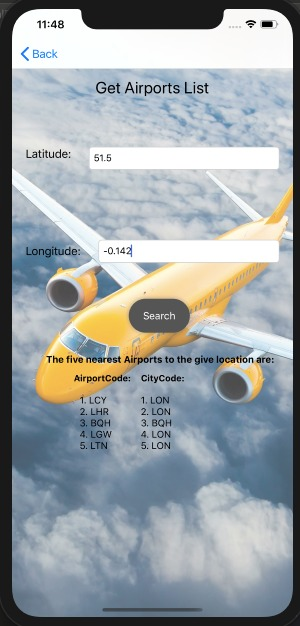 11:48
Back
Get Airports List
Latitude:
51.5
Longitude:
-0.142
Search
The five nearest Airports to the give location are:
AirportCode: CityCode:
1. LCY 1. LON
2. LHR 2. LON
3. BQH 3. BQH
4. LGW 4. LON
5. LTN 5. LON